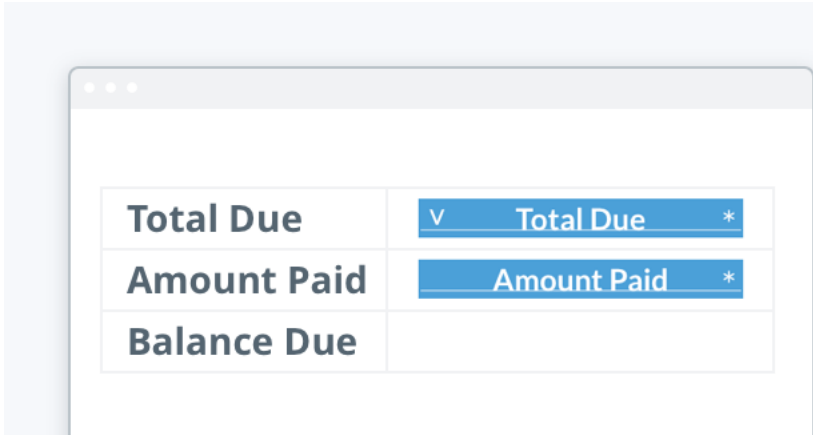 Total Due V Total Due *
Amount Paid Amount Paid *
Balance Due